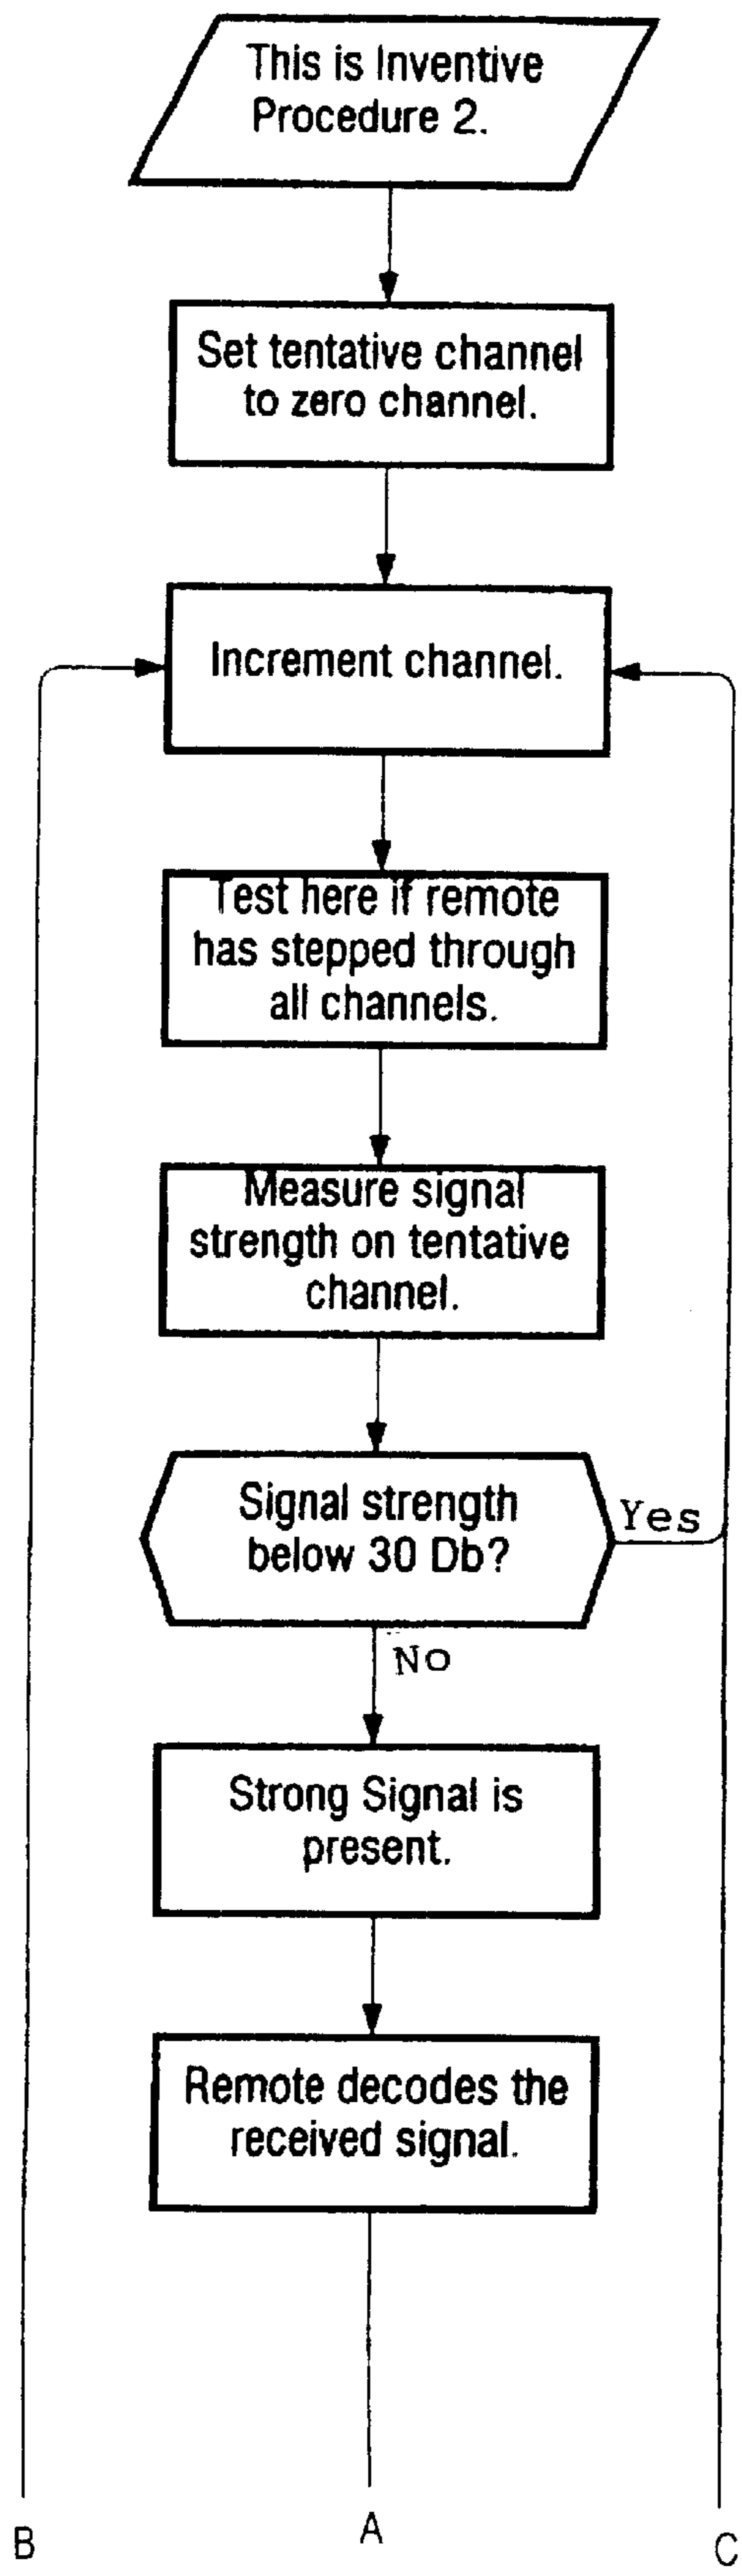 This is Inventive
Procedure 2.
Set tentative channel
to zero channel.
Increment channel.
Test here if remote
has stepped through
all channels.
Measure signal
strength on tentative
channel.
Signal strength
below 30 Db?
Yes
No
Strong Signal is
present.
Remote decodes the
received signal.
B
A
C